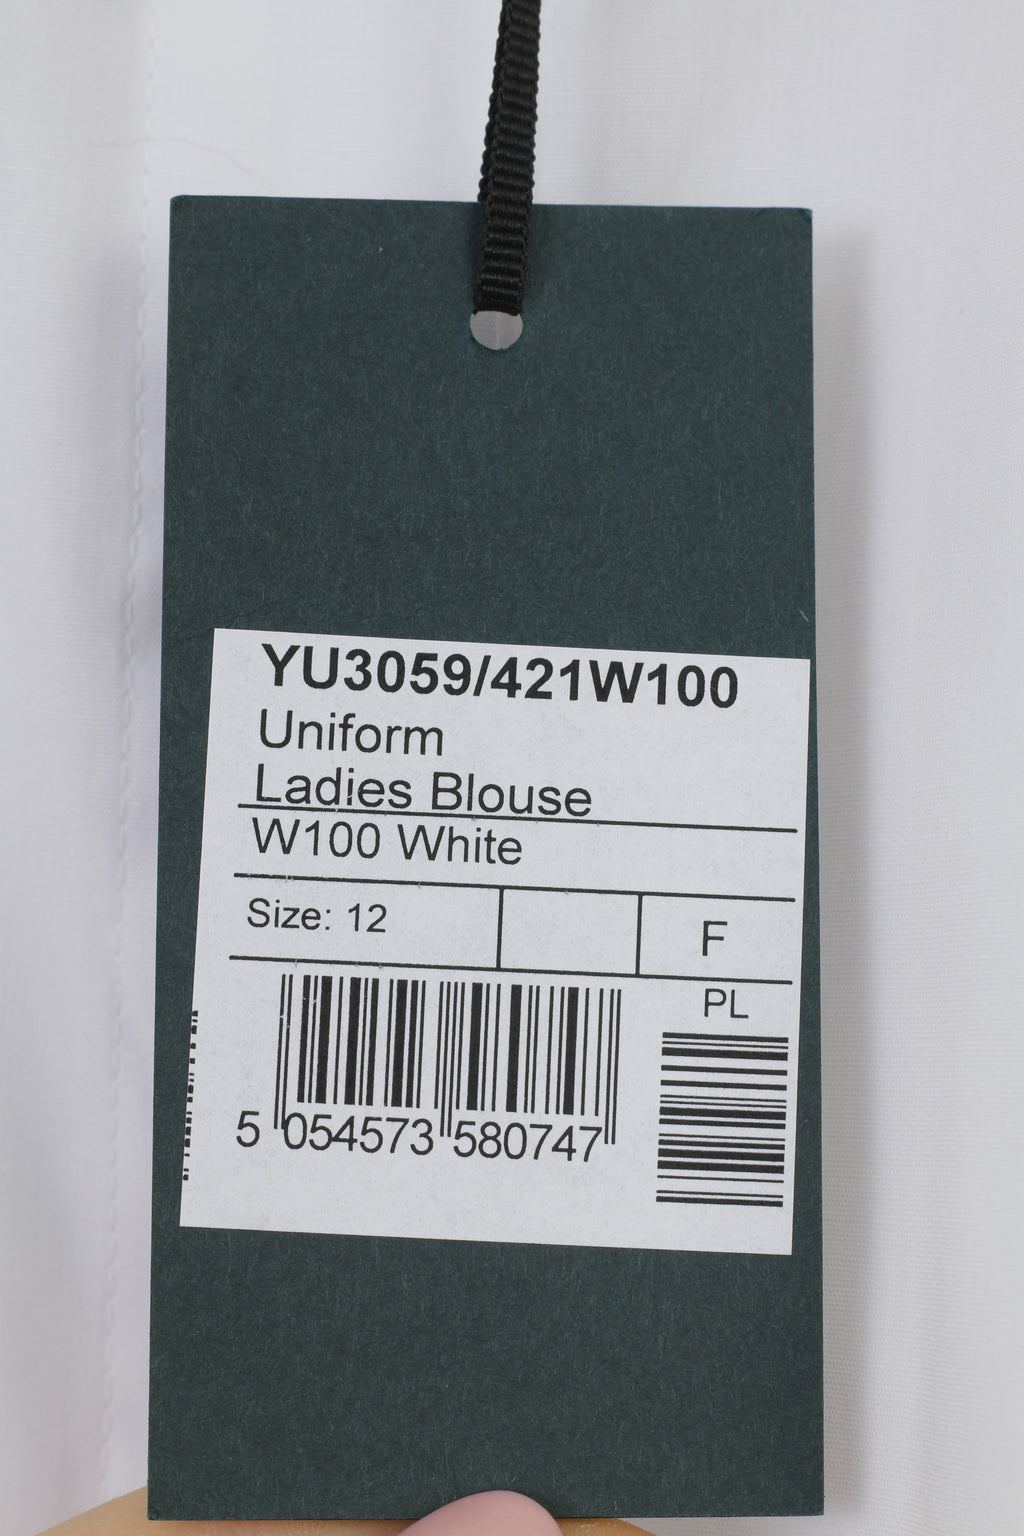 YU3059/421W100
Uniform
Ladies Blouse
W100 White
Size: 12
F
PL
5 054573 580747